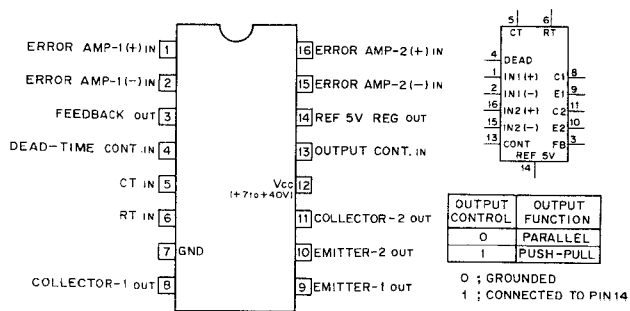 ERROR AMP-1(+) IN 1
ERROR AMP-1(-) IN 2
FEEDBACK OUT 3
DEAD-TIME CONT. IN 4
CT IN 5
RT IN 6
7 GND
COLLECTOR-1 OUT 8
16 ERROR AMP-2(+) IN
15 ERROR AMP-2(-) IN
14 REF 5V REG OUT
13 OUTPUT CONT. IN
Vcc 12
(+7 to +40V)
11 COLLECTOR-2 OUT
10 EMITTER-2 OUT
9 EMITTER-1 OUT
5 6
CT RT
4 DEAD
1 IN1(+) C1 8
2 IN1(-) E1 9
16 IN2(+) C2 11
15 IN2(-) E2 10
13 CONT FB 3
REF 5V
14
OUTPUT CONTROL OUTPUT FUNCTION
0 PARALLEL
1 PUSH-PULL
0 ; GROUNDED
1 ; CONNECTED TO PIN 14